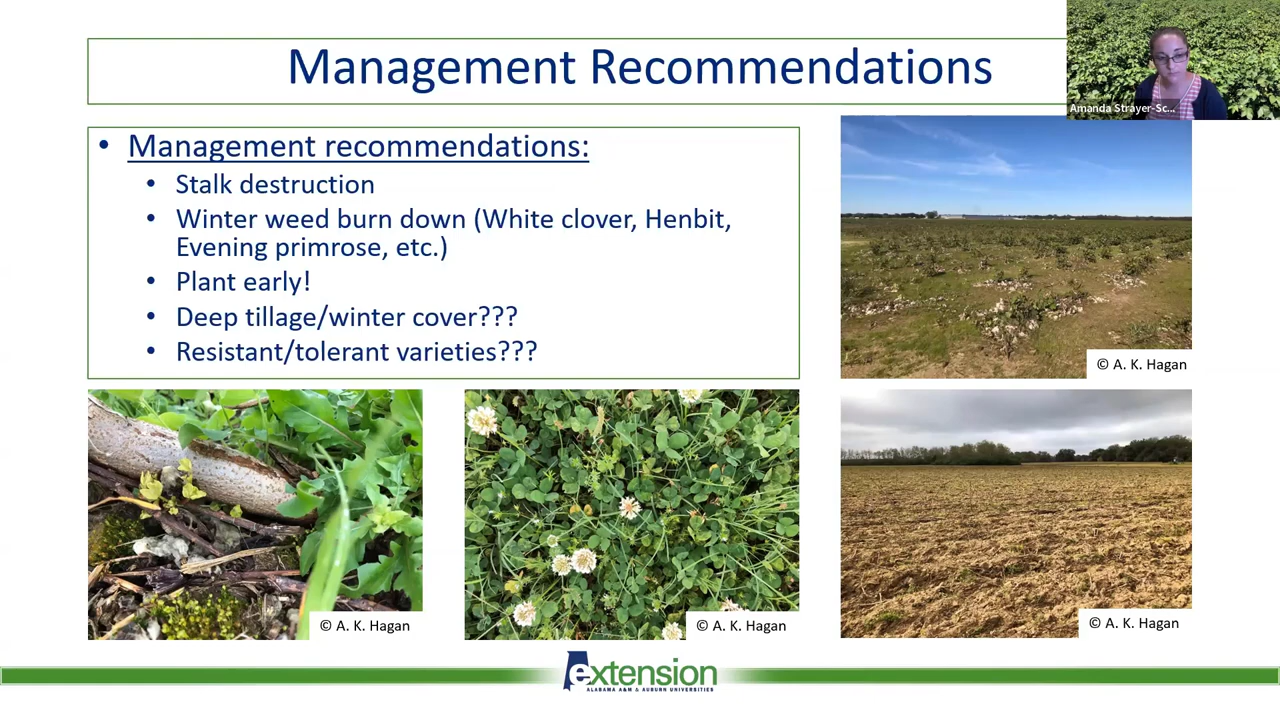 Management Recommendations
Amanda Strayer-Sc...
• Management recommendations:
• Stalk destruction
• Winter weed burn down (White clover, Henbit,
Evening primrose, etc.)
• Plant early!
• Deep tillage/winter cover???
• Resistant/tolerant varieties???
© A. K. Hagan
© A. K. Hagan
© A. K. Hagan
© A. K. Hagan
extension
ALABAMA A&M & AUBURN UNIVERSITIES